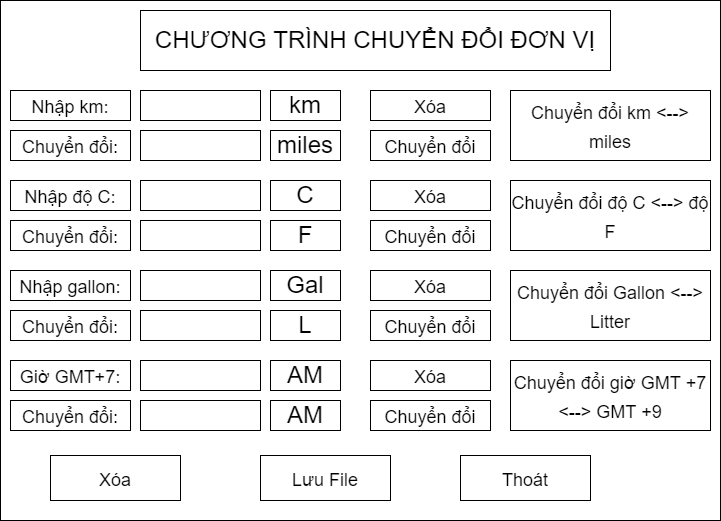 CHƯƠNG TRÌNH CHUYỂN ĐỔI ĐƠN VỊ
Nhập km: km Xóa
Chuyển đổi: miles Chuyển đổi
Chuyển đổi km <-->
miles
Nhập độ C: C Xóa
Chuyển đổi: F Chuyển đổi
Chuyển đổi độ C <--> độ
F
Nhập gallon: Gal Xóa
Chuyển đổi: L Chuyển đổi
Chuyển đổi Gallon <-->
Litter
Giờ GMT+7: AM Xóa
Chuyển đổi: AM Chuyển đổi
Chuyển đổi giờ GMT +7
<--> GMT +9
Xóa Lưu File Thoát